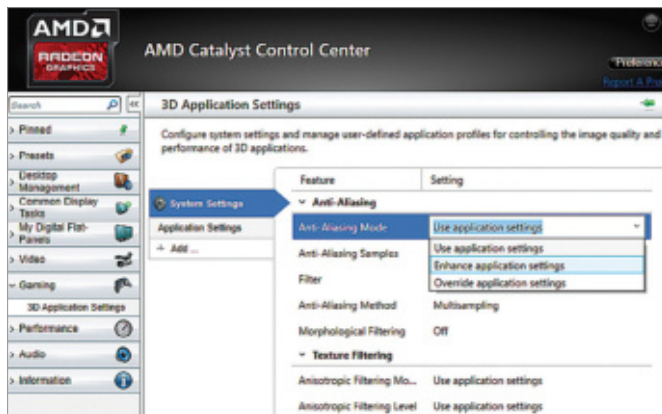 AMD
RADEON
GRAPHICS
AMD Catalyst Control Center
Preferenc
Report A Pro
Search
3D Application Settings
Configure system settings and manage user-defined application profiles for controlling the image quality and
performance of 3D applications.
Pinned
Presets
Desktop
Management
Common Display
Tasks
My Digital Flat-
Panels
Video
Gaming
3D Application Settings
Performance
Audio
Information
System Settings
Application Settings
+ Add ...
Feature Setting
Anti-Aliasing
Anti-Aliasing Mode Use application settings
Use application settings
Enhance application settings
Override application settings
Anti-Aliasing Samples
Filter
Anti-Aliasing Method Multisampling
Morphological Filtering Off
Texture Filtering
Anisotropic Filtering Mo... Use application settings
Anisotropic Filtering Level Use application settings